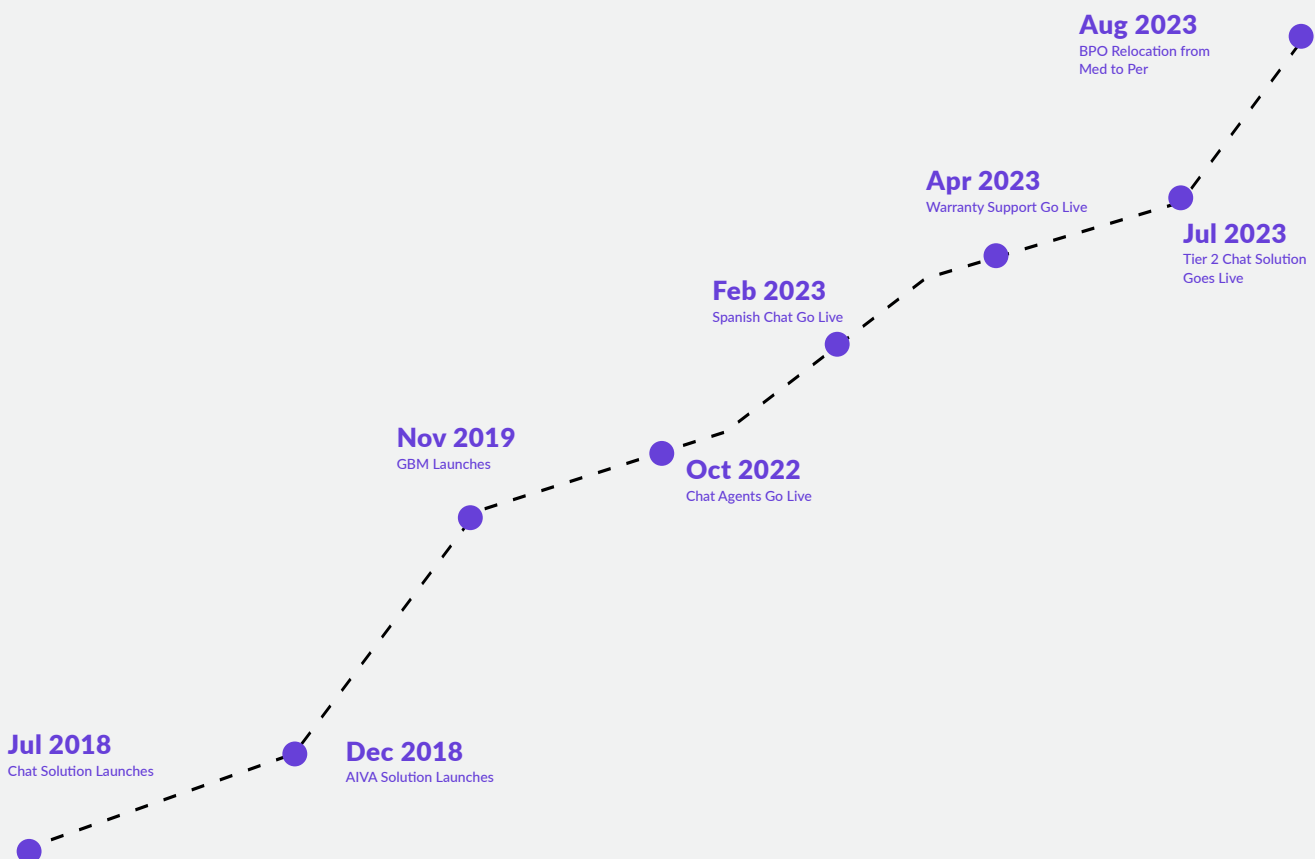 Aug 2023
BPO Relocation from
Med to Per
Apr 2023
Warranty Support Go Live
Jul 2023
Tier 2 Chat Solution
Goes Live
Feb 2023
Spanish Chat Go Live
Nov 2019
GBM Launches
Oct 2022
Chat Agents Go Live
Jul 2018
Chat Solution Launches
Dec 2018
AIVA Solution Launches